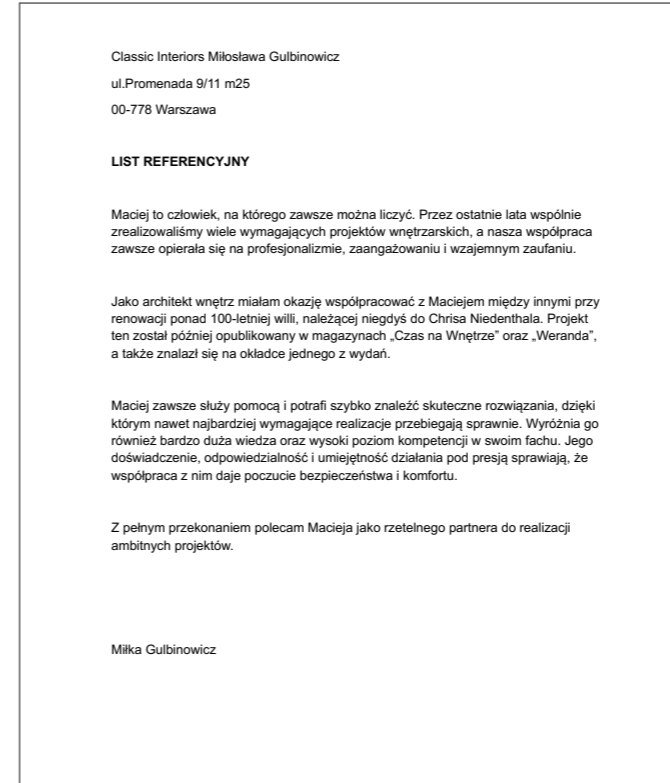 Classic Interiors Miłosława Gulbinowicz
ul.Promenada 9/11 m25
00-778 Warszawa
LIST REFERENCYJNY
Maciej to człowiek, na którego zawsze można liczyć. Przez ostatnie lata wspólnie
zrealizowaliśmy wiele wymagających projektów wnętrzarskich, a nasza współpraca
zawsze opierała się na profesjonalizmie, zaangażowaniu i wzajemnym zaufaniu.
Jako architekt wnętrz miałam okazję współpracować z Maciejem między innymi przy
renowacji ponad 100-letniej willi, należącej niegdyś do Chrisa Niedenthala. Projekt
ten został później opublikowany w magazynach „Czas na Wnętrze” oraz „Weranda”,
a także znalazł się na okładce jednego z wydań.
Maciej zawsze służy pomocą i potrafi szybko znaleźć skuteczne rozwiązania, dzięki
którym nawet najbardziej wymagające realizacje przebiegają sprawnie. Wyróżnia go
również bardzo duża wiedza oraz wysoki poziom kompetencji w swoim fachu. Jego
doświadczenie, odpowiedzialność i umiejętność działania pod presją sprawiają, że
współpraca z nim daje poczucie bezpieczeństwa i komfortu.
Z pełnym przekonaniem polecam Macieja jako rzetelnego partnera do realizacji
ambitnych projektów.
Miłka Gulbinowicz